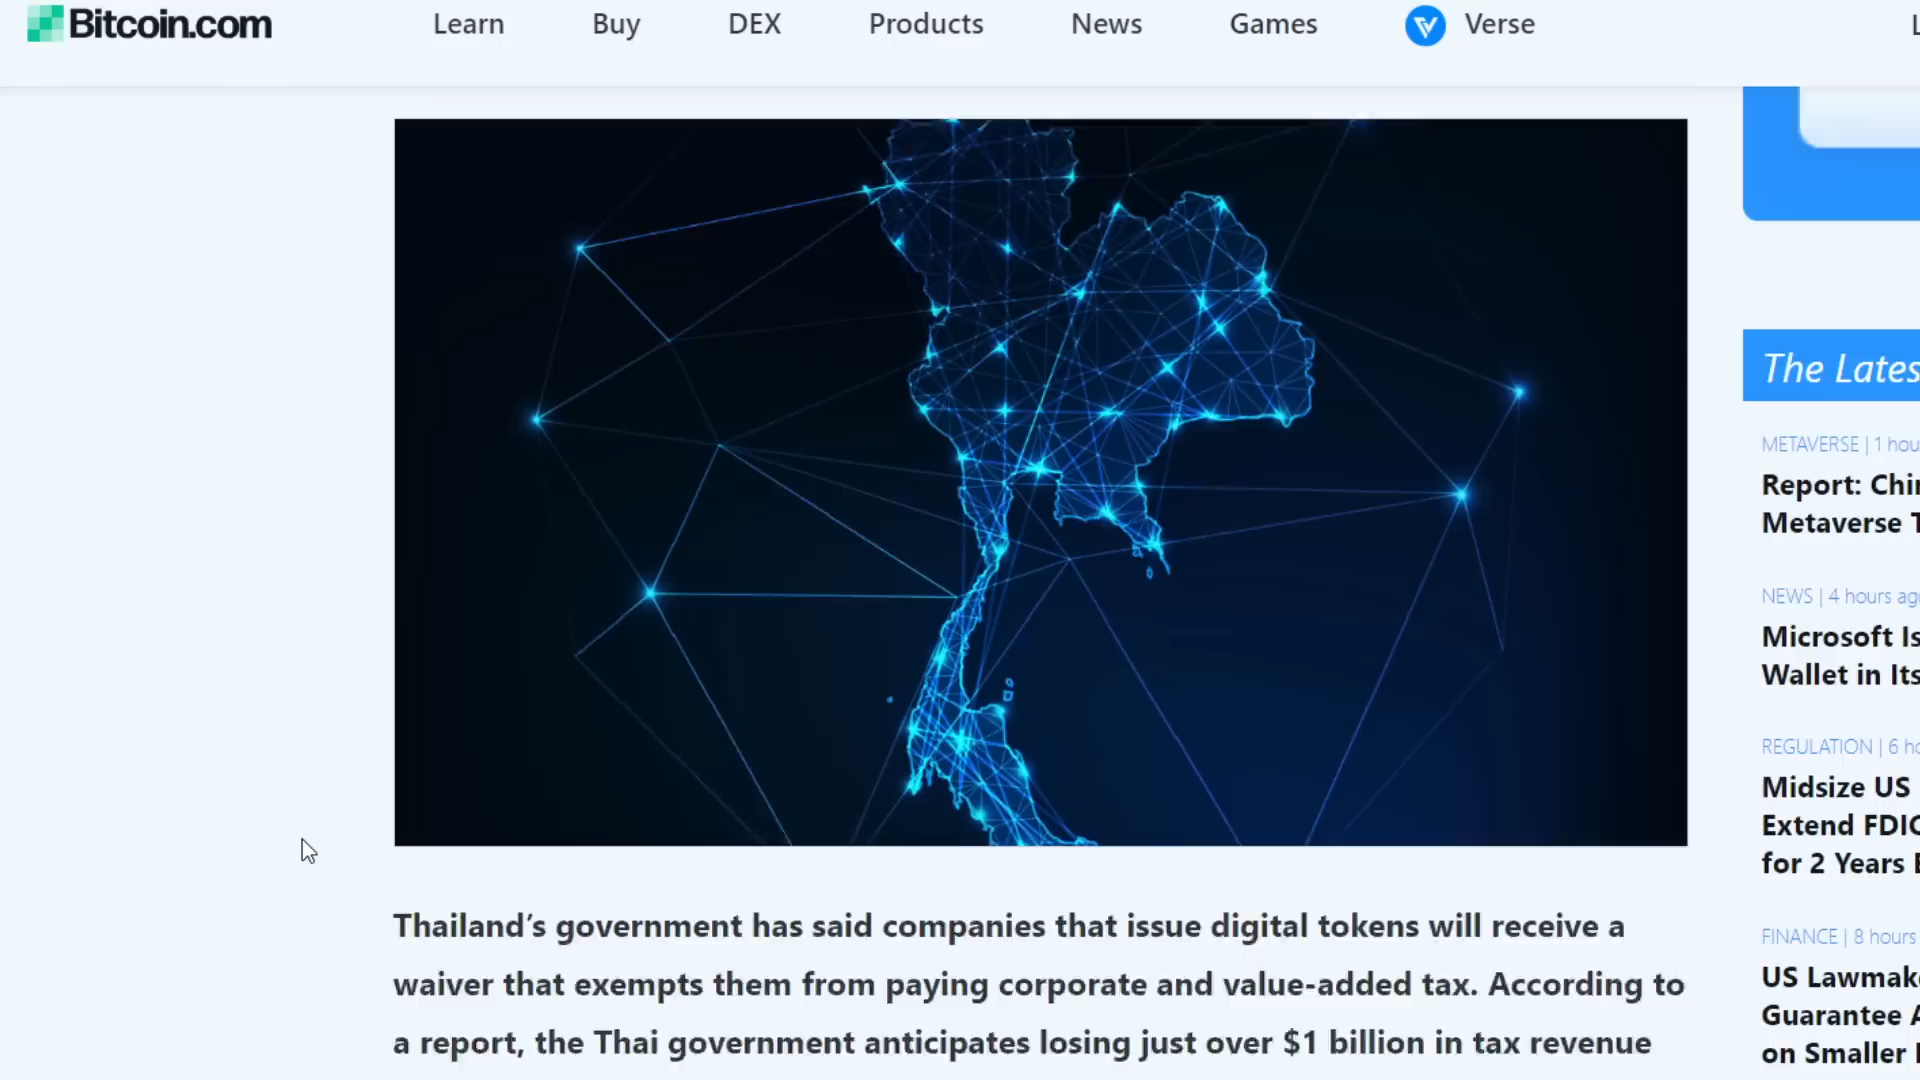 Bitcoin.com
Learn
Buy
DEX
Products
News
Games
Verse
The Lates
METAVERSE | 1 hou
Report: Chi
Metaverse T
NEWS | 4 hours ag
Microsoft Is
Wallet in Its
REGULATION | 6 ho
Midsize US
Extend FDIC
for 2 Years
FINANCE | 8 hours
US Lawmak
Guarantee
on Smaller
Thailand’s government has said companies that issue digital tokens will receive a
waiver that exempts them from paying corporate and value-added tax. According to
a report, the Thai government anticipates losing just over $1 billion in tax revenue